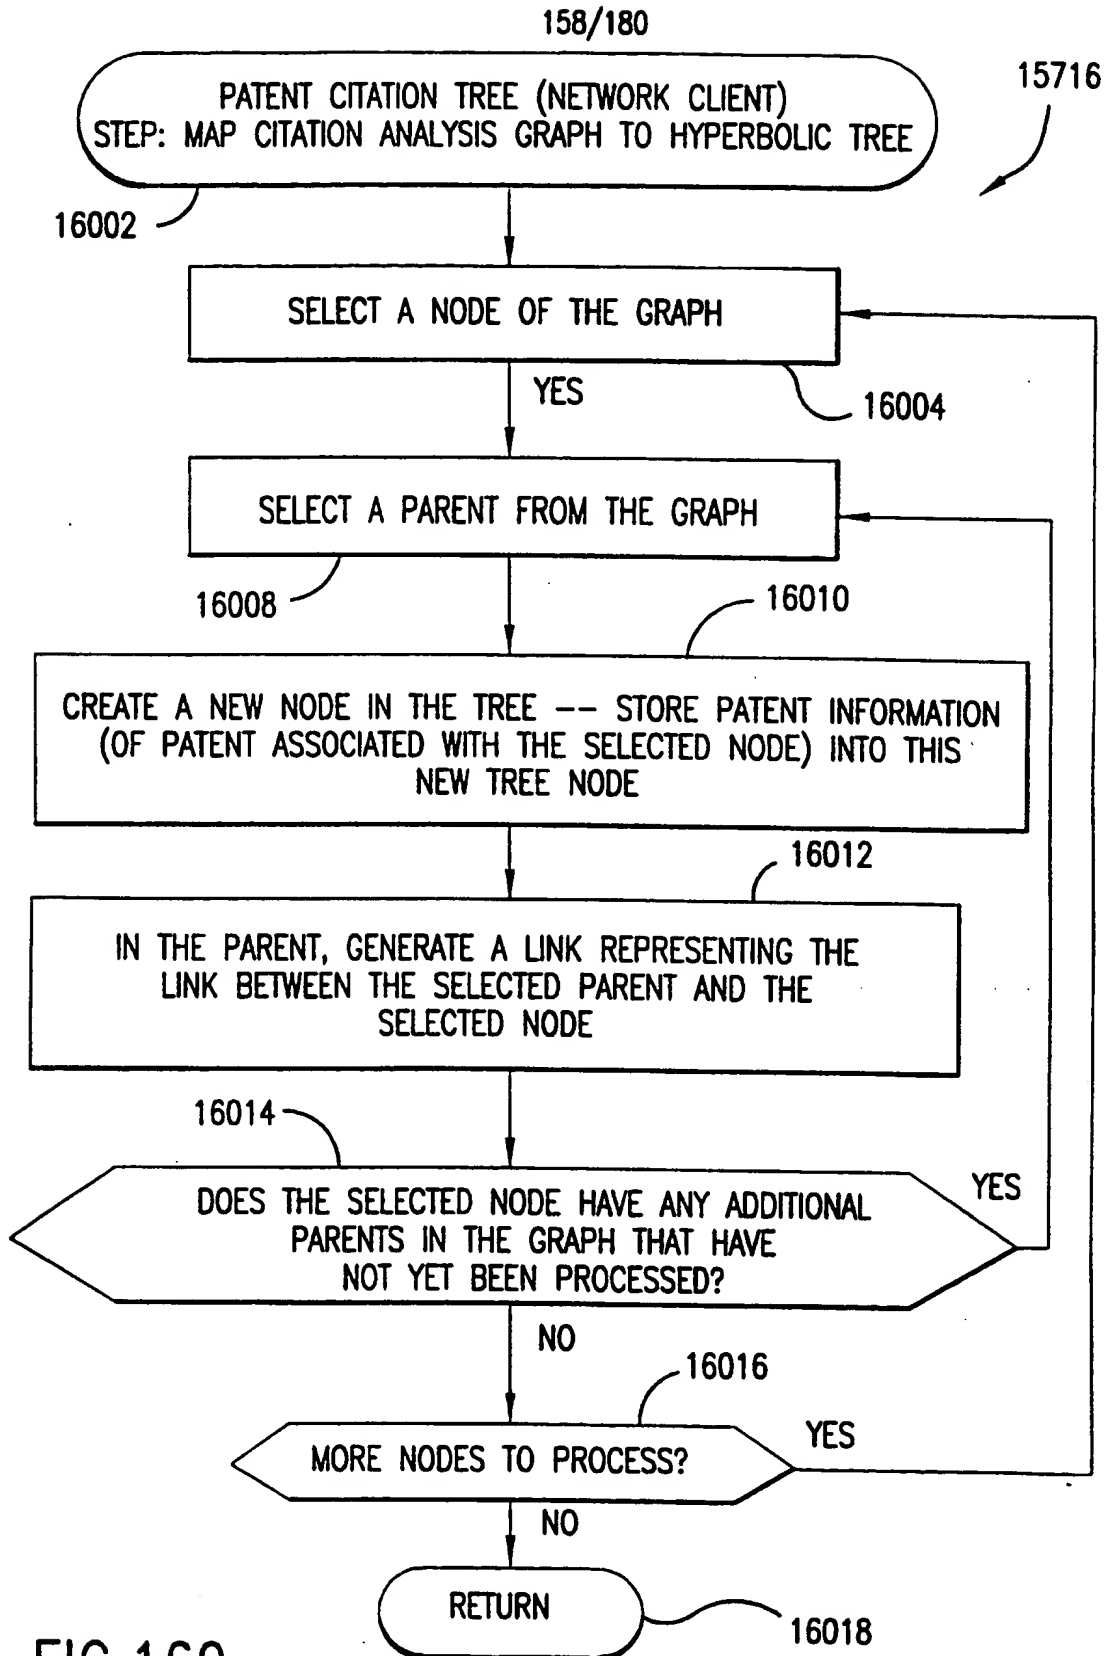 158/180
15716
PATENT CITATION TREE (NETWORK CLIENT)
STEP: MAP CITATION ANALYSIS GRAPH TO HYPERBOLIC TREE
16002
SELECT A NODE OF THE GRAPH
16004
YES
SELECT A PARENT FROM THE GRAPH
16008
16010
CREATE A NEW NODE IN THE TREE -- STORE PATENT INFORMATION
(OF PATENT ASSOCIATED WITH THE SELECTED NODE) INTO THIS
NEW TREE NODE
16012
IN THE PARENT, GENERATE A LINK REPRESENTING THE
LINK BETWEEN THE SELECTED PARENT AND THE
SELECTED NODE
16014
YES
DOES THE SELECTED NODE HAVE ANY ADDITIONAL
PARENTS IN THE GRAPH THAT HAVE
NOT YET BEEN PROCESSED?
NO
16016
YES
MORE NODES TO PROCESS?
NO
RETURN
16018
FIG.160